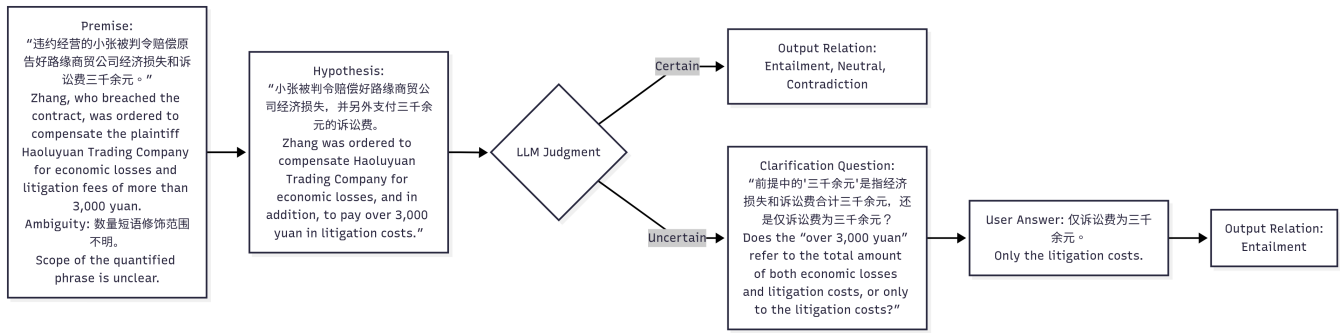 Premise:
“违约经营的小张被判令赔偿原
告好路缘商贸公司经济损失和诉
讼费三千余元。”
Zhang, who breached the
contract, was ordered to
compensate the plaintiff
Haoluyuan Trading Company
for economic losses and
litigation fees of more than
3,000 yuan.
Ambiguity: 数量短语修饰范围
不明。
Scope of the quantified
phrase is unclear.
Hypothesis:
“小张被判令赔偿好路缘商贸公
司经济损失，并另外支付三千余
元的诉讼费。
Zhang was ordered to
compensate Haoluyuan
Trading Company for
economic losses, and in
addition, to pay over 3,000
yuan in litigation costs.”
LLM Judgment
Certain
Output Relation:
Entailment, Neutral,
Contradiction
Uncertain
Clarification Question:
“前提中的'三千余元'是指经济
损失和诉讼费合计三千余元，还
是仅诉讼费为三千余元？
Does the “over 3,000 yuan”
refer to the total amount
of both economic losses
and litigation costs, or only
to the litigation costs?”
User Answer: 仅诉讼费为三千
余元。
Only the litigation costs.
Output Relation:
Entailment